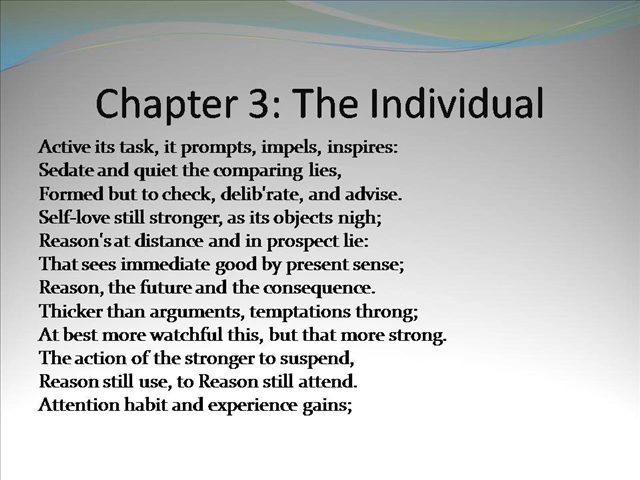 Chapter 3: The Individual
Active its task, it prompts, impels, inspires:
Sedate and quiet the comparing lies,
Formed but to check, delib'rate, and advise.
Self-love still stronger, as its objects nigh;
Reason's at distance and in prospect lie:
That sees immediate good by present sense;
Reason, the future and the consequence.
Thicker than arguments, temptations throng;
At best more watchful this, but that more strong.
The action of the stronger to suspend,
Reason still use, to Reason still attend.
Attention habit and experience gains;